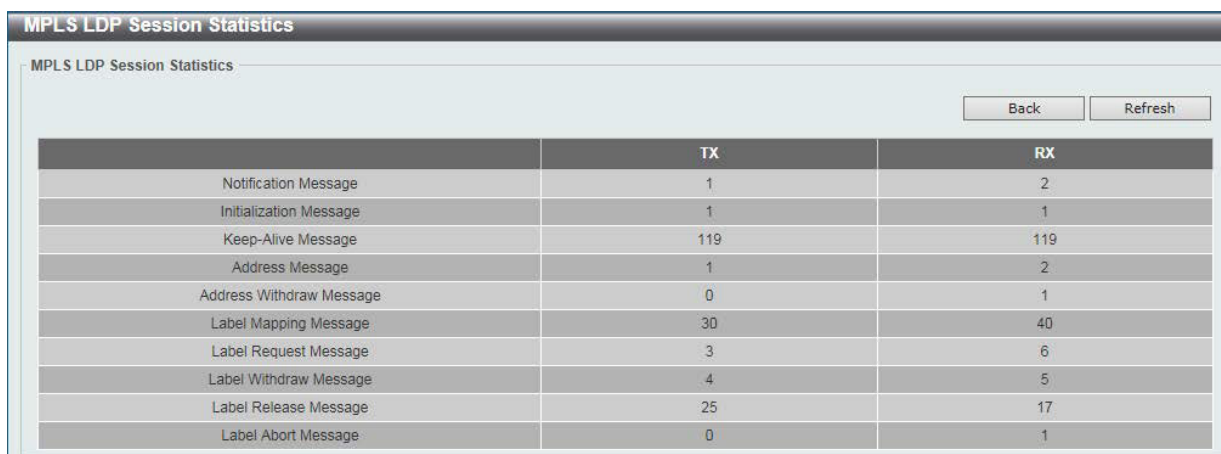 MPLS LDP Session Statistics
MPLS LDP Session Statistics
Back Refresh
TX RX
Notification Message 1 2
Initialization Message 1 1
Keep-Alive Message 119 119
Address Message 1 2
Address Withdraw Message 0 1
Label Mapping Message 30 40
Label Request Message 3 6
Label Withdraw Message 4 5
Label Release Message 25 17
Label Abort Message 0 1